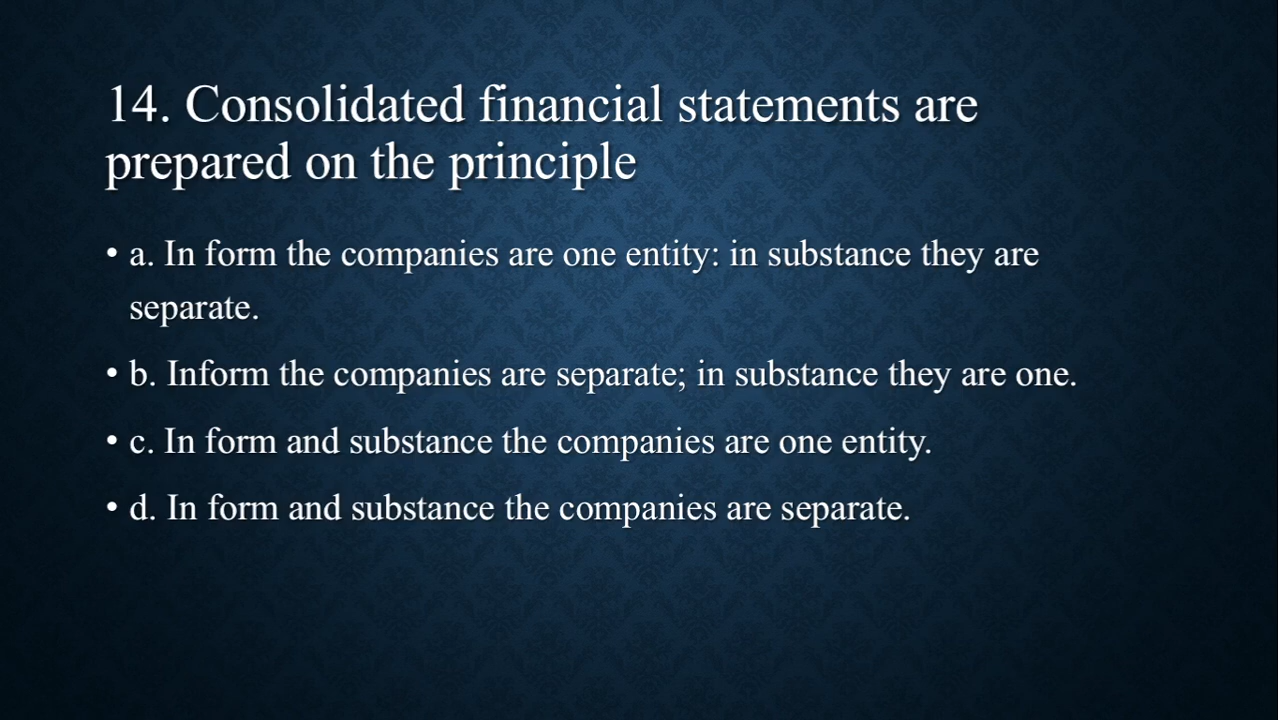 14. Consolidated financial statements are
prepared on the principle
• a. In form the companies are one entity: in substance they are
separate.
• b. Inform the companies are separate; in substance they are one.
• c. In form and substance the companies are one entity.
• d. In form and substance the companies are separate.